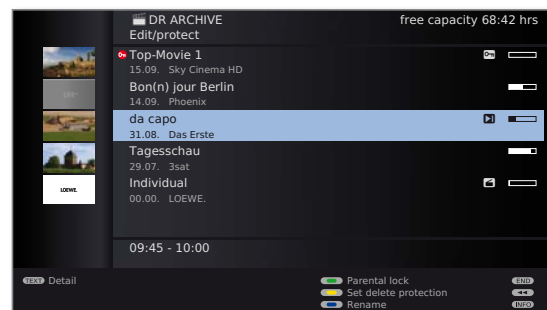 DR ARCHIVE
free capacity 68:42 hrs
Edit/protect
Top-Movie 1
15.09. Sky Cinema HD
Bon(n) jour Berlin
14.09. Phoenix
da capo
31.08. Das Erste
Tagesschau
29.07. 3sat
Individual
00.00. LOEWE.
LOEWE.
09:45 - 10:00
TEXT Detail
Parental lock
END
Set delete protection
Rename
INFO